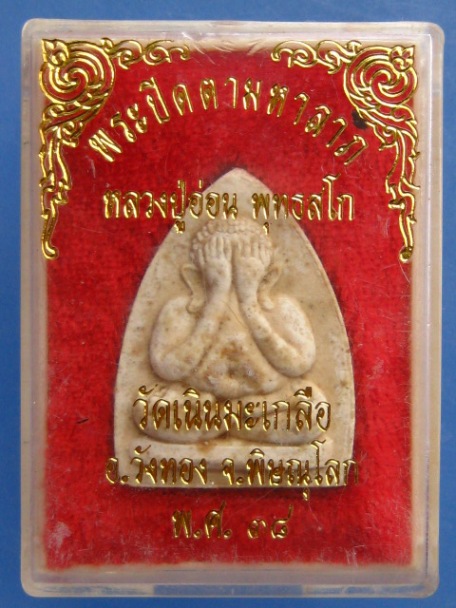 พระปิดตามหาลาภ
หลวงปู่อ่อน พุทธสโก
วัดเนินมะเกลือ
อ.วังทอง จ.พิษณุโลก
พ.ศ. ๓๘